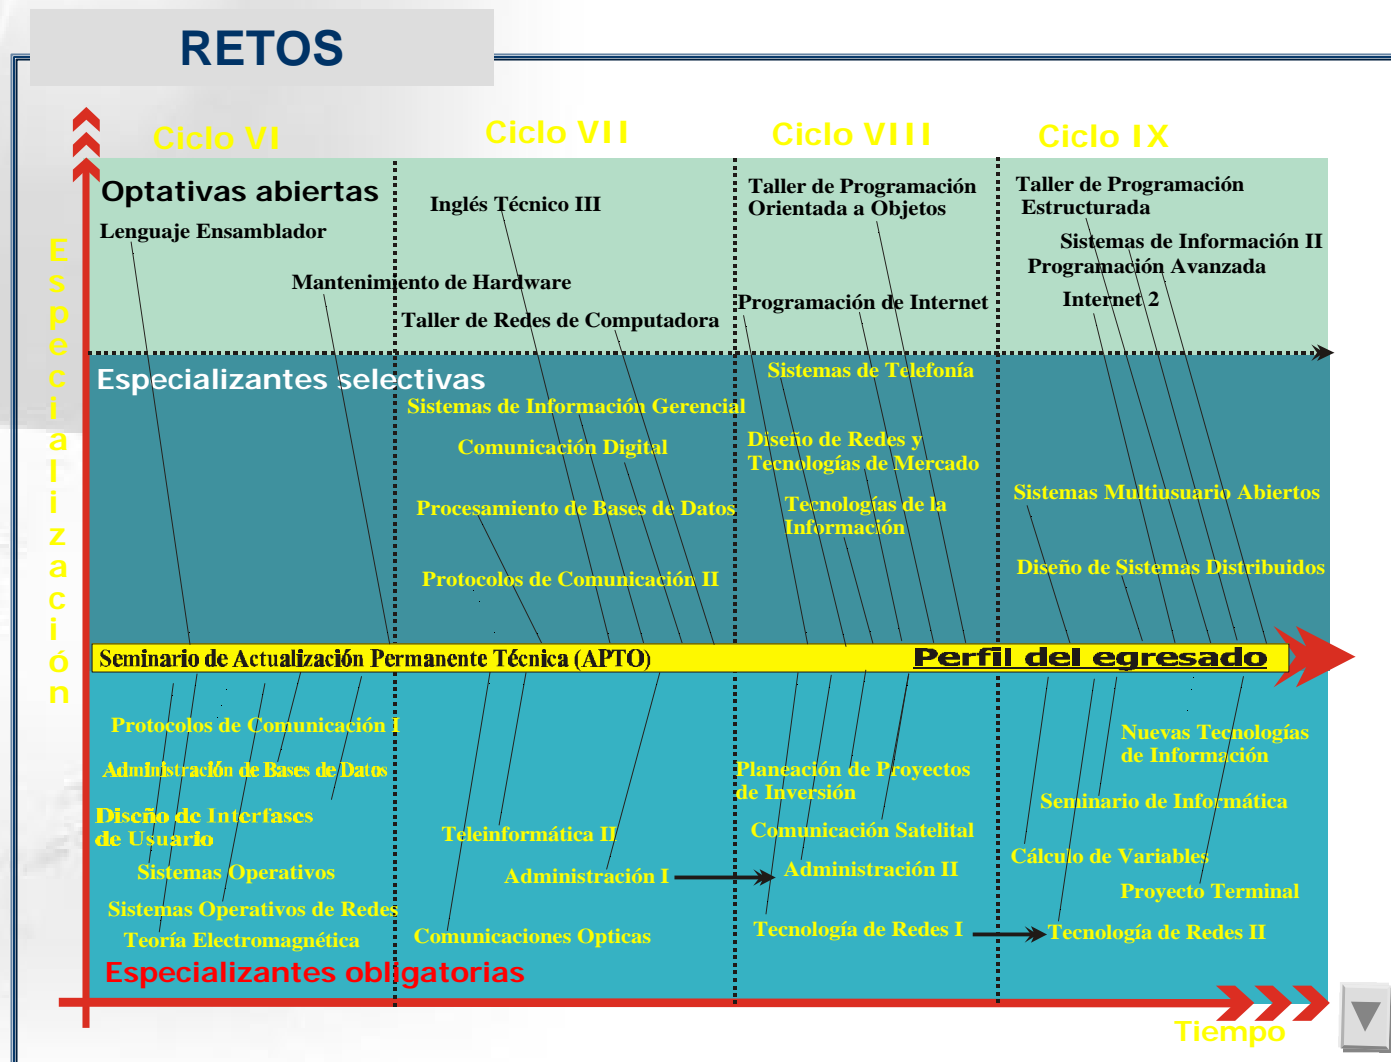 RETOS
Ciclo VI
Ciclo VII
Ciclo VIII
Ciclo IX
Especialización
Optativas abiertas
Lenguaje Ensamblador
Inglés Técnico III
Mantenimiento de Hardware
Taller de Redes de Computadora
Taller de Programación
Orientada a Objetos
Programación de Internet
Taller de Programación
Estructurada
Sistemas de Información II
Programación Avanzada
Internet 2
Especializantes selectivas
Sistemas de Información Gerencial
Comunicación Digital
Procesamiento de Bases de Datos
Protocolos de Comunicación II
Sistemas de Telefonía
Diseño de Redes y
Tecnologías de Mercado
Tecnologías de la
Información
Sistemas Multiusuario Abiertos
Diseño de Sistemas Distribuidos
Seminario de Actualización Permanente Técnica (APTO)
Perfil del egresado
Protocolos de Comunicación I
Administración de Bases de Datos
Diseño de Interfases
de Usuario
Sistemas Operativos
Sistemas Operativos de Redes
Teoría Electromagnética
Teleinformática II
Administración I
Comunicaciones Opticas
Planeación de Proyectos
de Inversión
Comunicación Satelital
Administración II
Tecnología de Redes I
Nuevas Tecnologías
de Información
Seminario de Informática
Cálculo de Variables
Proyecto Terminal
Tecnología de Redes II
Especializantes obligatorias
Tiempo